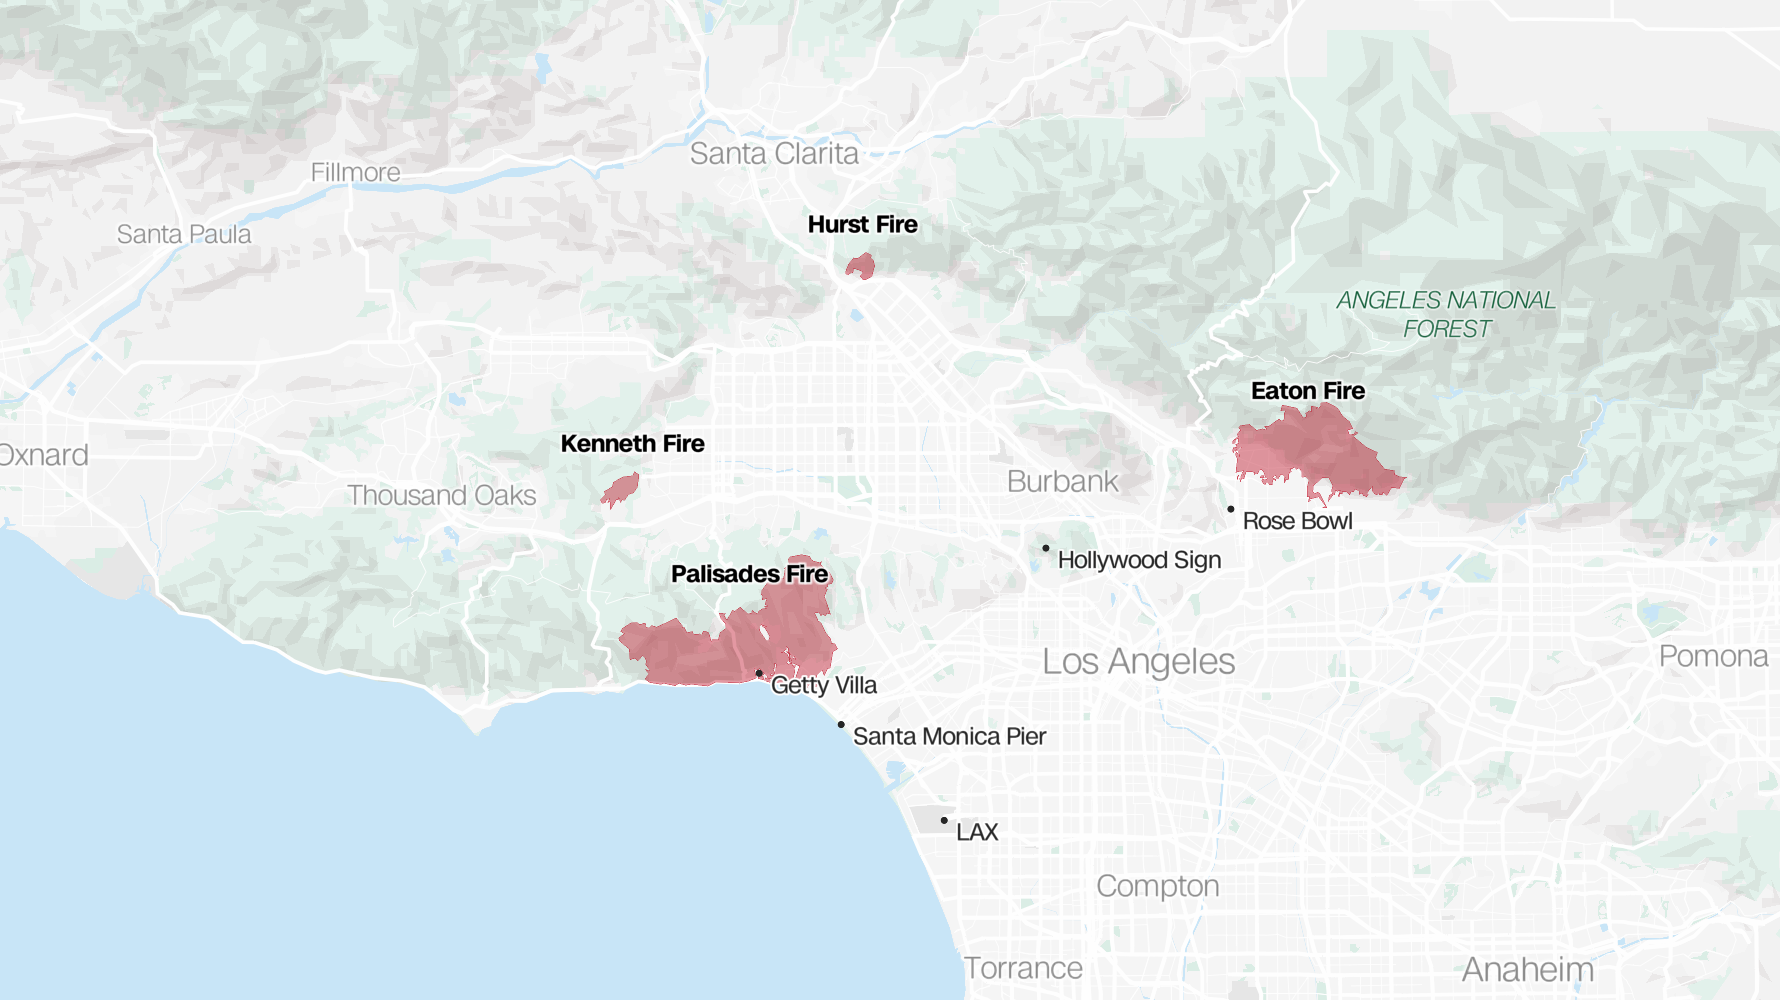 Santa Clarita
Fillmore
Hurst Fire
Santa Paula
ANGELES NATIONAL
FOREST
Eaton Fire
Kenneth Fire
Oxnard
Burbank
Thousand Oaks
Rose Bowl
Hollywood Sign
Palisades Fire
Los Angeles
Pomona
Getty Villa
Santa Monica Pier
LAX
Compton
Torrance
Anaheim